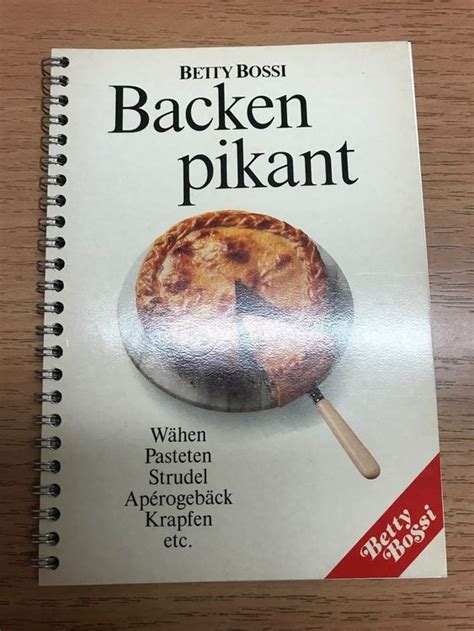 BETTY BOSSI
Backen
pikant
Wähen
Pasteten
Strudel
Apérogebäck
Krapfen
etc.
Betty
Bossi